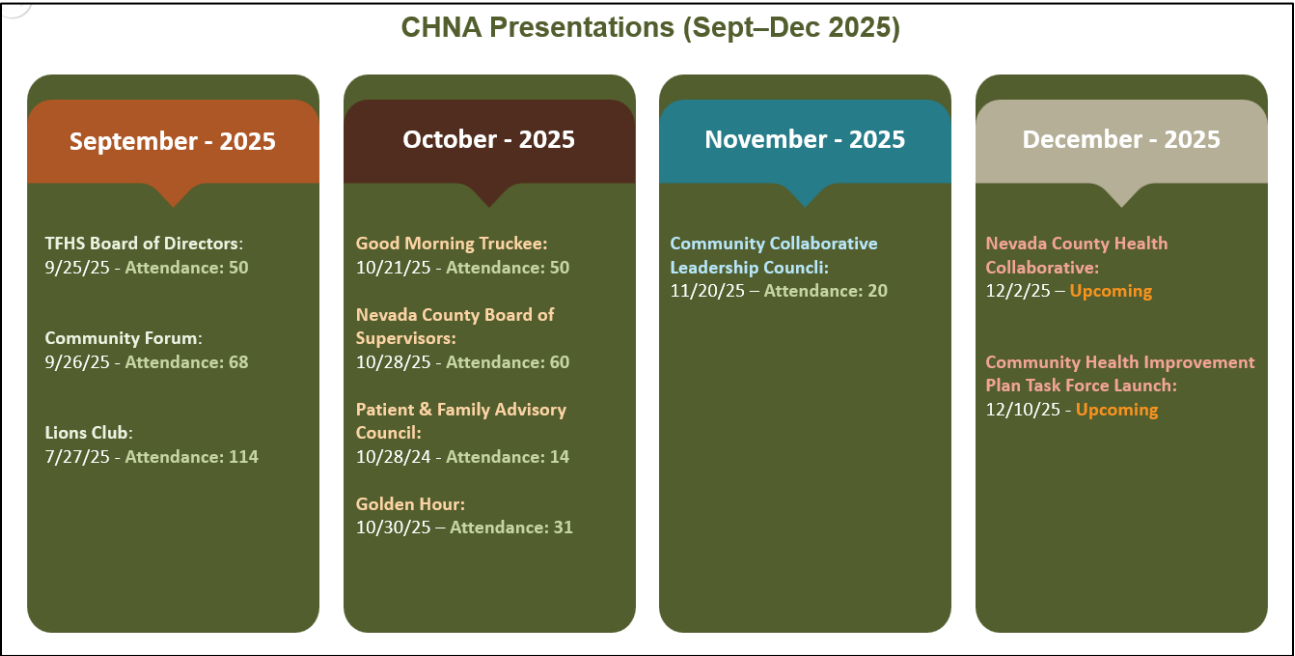 CHNA Presentations (Sept–Dec 2025)
September - 2025
TFHS Board of Directors:
9/25/25 - Attendance: 50
Community Forum:
9/26/25 - Attendance: 68
Lions Club:
7/27/25 - Attendance: 114
October - 2025
Good Morning Truckee:
10/21/25 - Attendance: 50
Nevada County Board of
Supervisors:
10/28/25 - Attendance: 60
Patient & Family Advisory
Council:
10/28/24 - Attendance: 14
Golden Hour:
10/30/25 – Attendance: 31
November - 2025
Community Collaborative
Leadership Councli:
11/20/25 – Attendance: 20
December - 2025
Nevada County Health
Collaborative:
12/2/25 – Upcoming
Community Health Improvement
Plan Task Force Launch:
12/10/25 - Upcoming